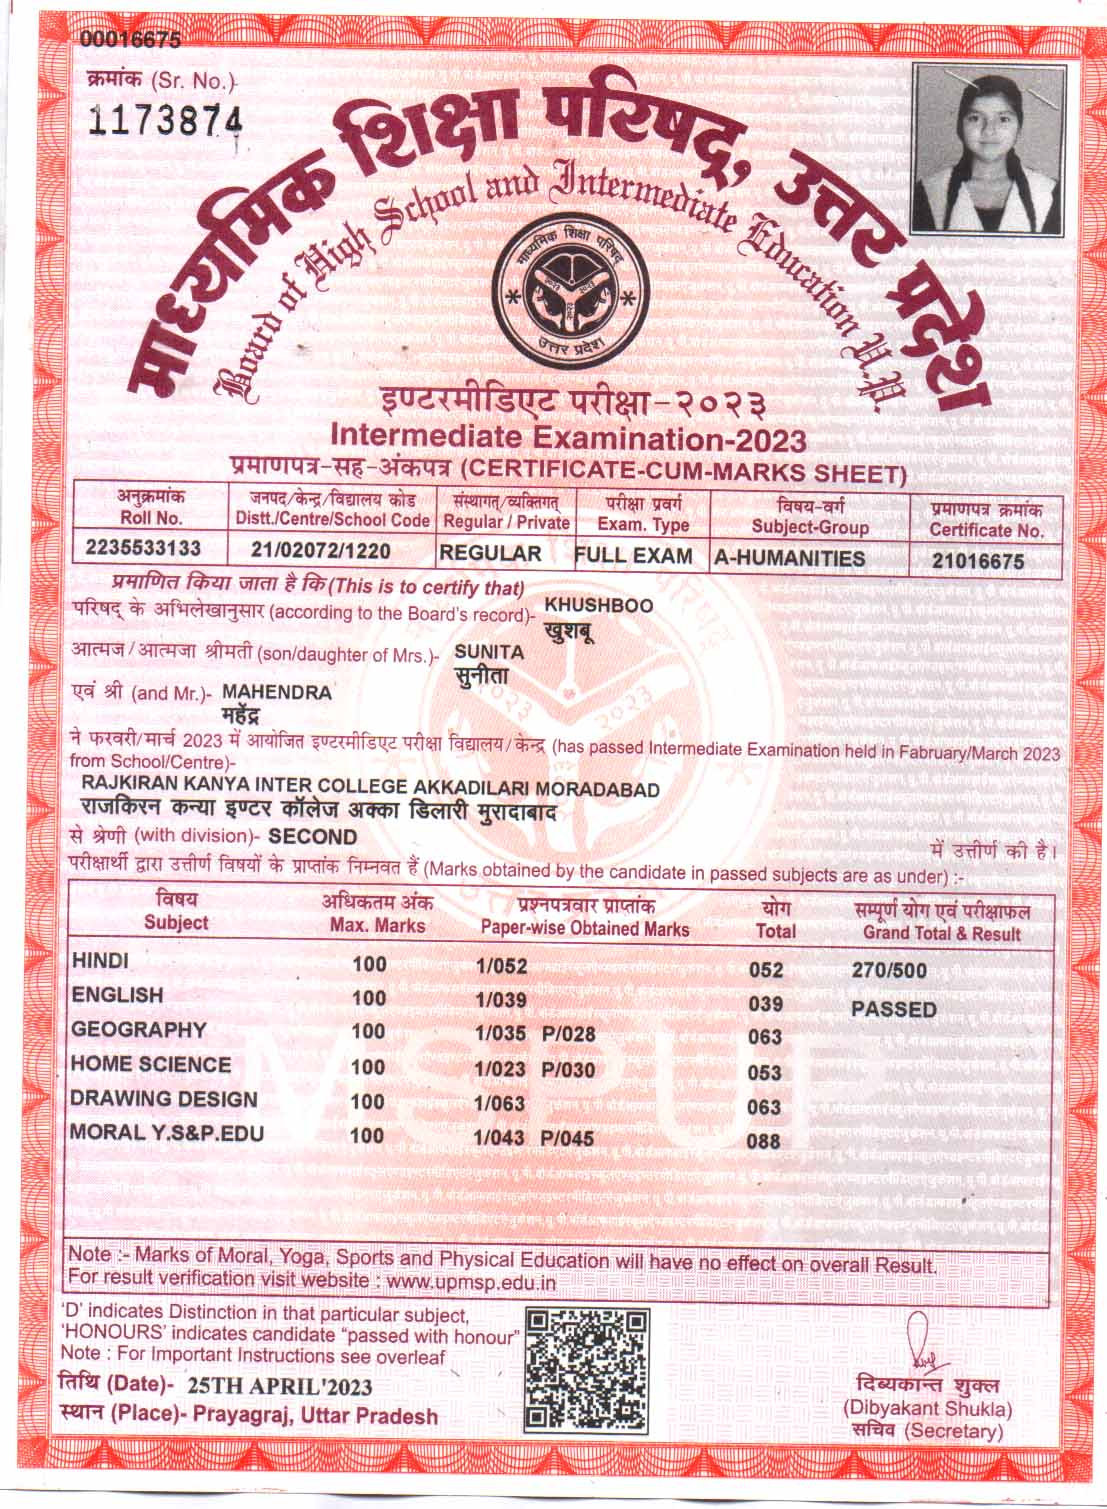 00016675
क्रमांक (Sr. No.)
1173874
माध्यमिक शिक्षा परिषद्, उत्तर प्रदेश
Board of High School and Intermediate Education U.P.
माध्यमिक शिक्षा परिषद्
उत्तर प्रदेश
इण्टरमीडिएट परीक्षा-२०२३
Intermediate Examination-2023
प्रमाणपत्र-सह-अंकपत्र (CERTIFICATE-CUM-MARKS SHEET)
अनुक्रमांक जनपद/केन्द्र/विद्यालय कोड संस्थागत्/व्यक्तिगत् परीक्षा प्रवर्ग विषय-वर्ग प्रमाणपत्र क्रमांक
Roll No. Distt./Centre/School Code Regular / Private Exam. Type Subject-Group Certificate No.
2235533133 21/02072/1220 REGULAR FULL EXAM A-HUMANITIES 21016675
प्रमाणित किया जाता है कि (This is to certify that)
परिषद् के अभिलेखानुसार (according to the Board's record)- KHUSHBOO
खुशबू
आत्मज/आत्मजा श्रीमती (son/daughter of Mrs.)- SUNITA
सुनीता
एवं श्री (and Mr.)- MAHENDRA
महेंद्र
ने फरवरी/मार्च 2023 में आयोजित इण्टरमीडिएट परीक्षा विद्यालय/केन्द्र (has passed Intermediate Examination held in Fabruary/March 2023
from School/Centre)-
RAJKIRAN KANYA INTER COLLEGE AKKADILARI MORADABAD
राजकिरन कन्या इण्टर कॉलेज अक्का डिलारी मुरादाबाद
से श्रेणी (with division)- SECOND में उत्तीर्ण की है।
परीक्षार्थी द्वारा उत्तीर्ण विषयों के प्राप्तांक निम्नवत हैं (Marks obtained by the candidate in passed subjects are as under) :-
विषय अधिकतम अंक प्रश्नपत्रवार प्राप्तांक योग सम्पूर्ण योग एवं परीक्षाफल
Subject Max. Marks Paper-wise Obtained Marks Total Grand Total & Result
HINDI 100 1/052 052 270/500
ENGLISH 100 1/039 039 PASSED
GEOGRAPHY 100 1/035 P/028 063
HOME SCIENCE 100 1/023 P/030 053
DRAWING DESIGN 100 1/063 063
MORAL Y.S&P.EDU 100 1/043 P/045 088
Note :- Marks of Moral, Yoga, Sports and Physical Education will have no effect on overall Result.
For result verification visit website : www.upmsp.edu.in
'D' indicates Distinction in that particular subject,
'HONOURS' indicates candidate "passed with honour"
Note : For Important Instructions see overleaf
तिथि (Date)- 25TH APRIL'2023
स्थान (Place)- Prayagraj, Uttar Pradesh
दिब्यकान्त शुक्ल
(Dibyakant Shukla)
सचिव (Secretary)